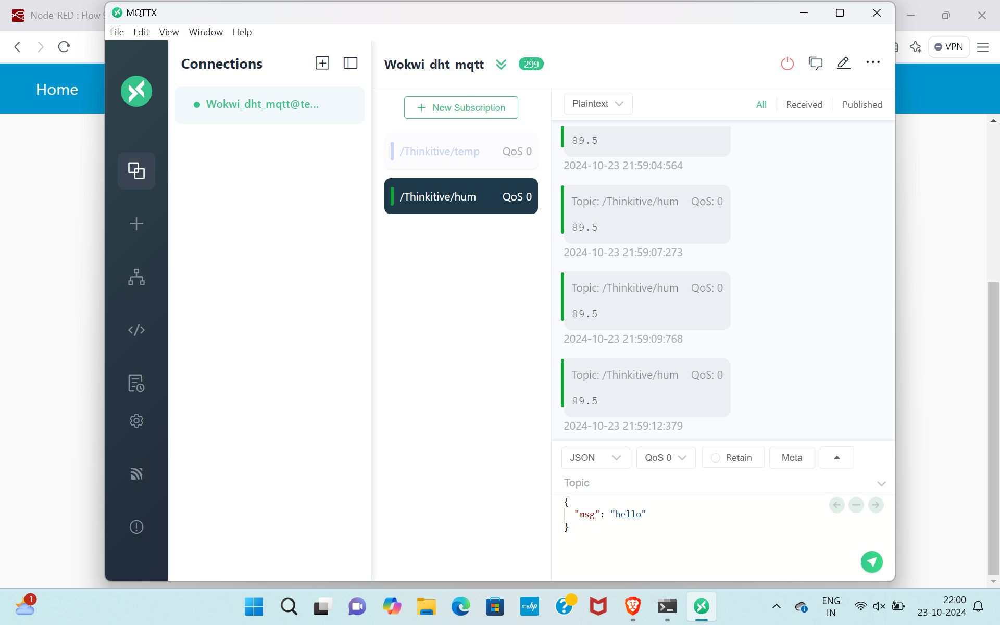 Node-RED : Flow
MQTTX
File Edit View Window Help
VPN
Home
Connections
Wokwi_dht_mqtt@te...
Wokwi_dht_mqtt 299
New Subscription
/Thinkitive/temp QoS 0
/Thinkitive/hum QoS 0
Plaintext
All Received Published
89.5
2024-10-23 21:59:04:564
Topic: /Thinkitive/hum QoS: 0
89.5
2024-10-23 21:59:07:273
Topic: /Thinkitive/hum QoS: 0
89.5
2024-10-23 21:59:09:768
Topic: /Thinkitive/hum QoS: 0
89.5
2024-10-23 21:59:12:379
JSON QoS 0 Retain Meta
Topic
{
"msg": "hello"
}
1
myhp
ENG
IN
22:00
23-10-2024